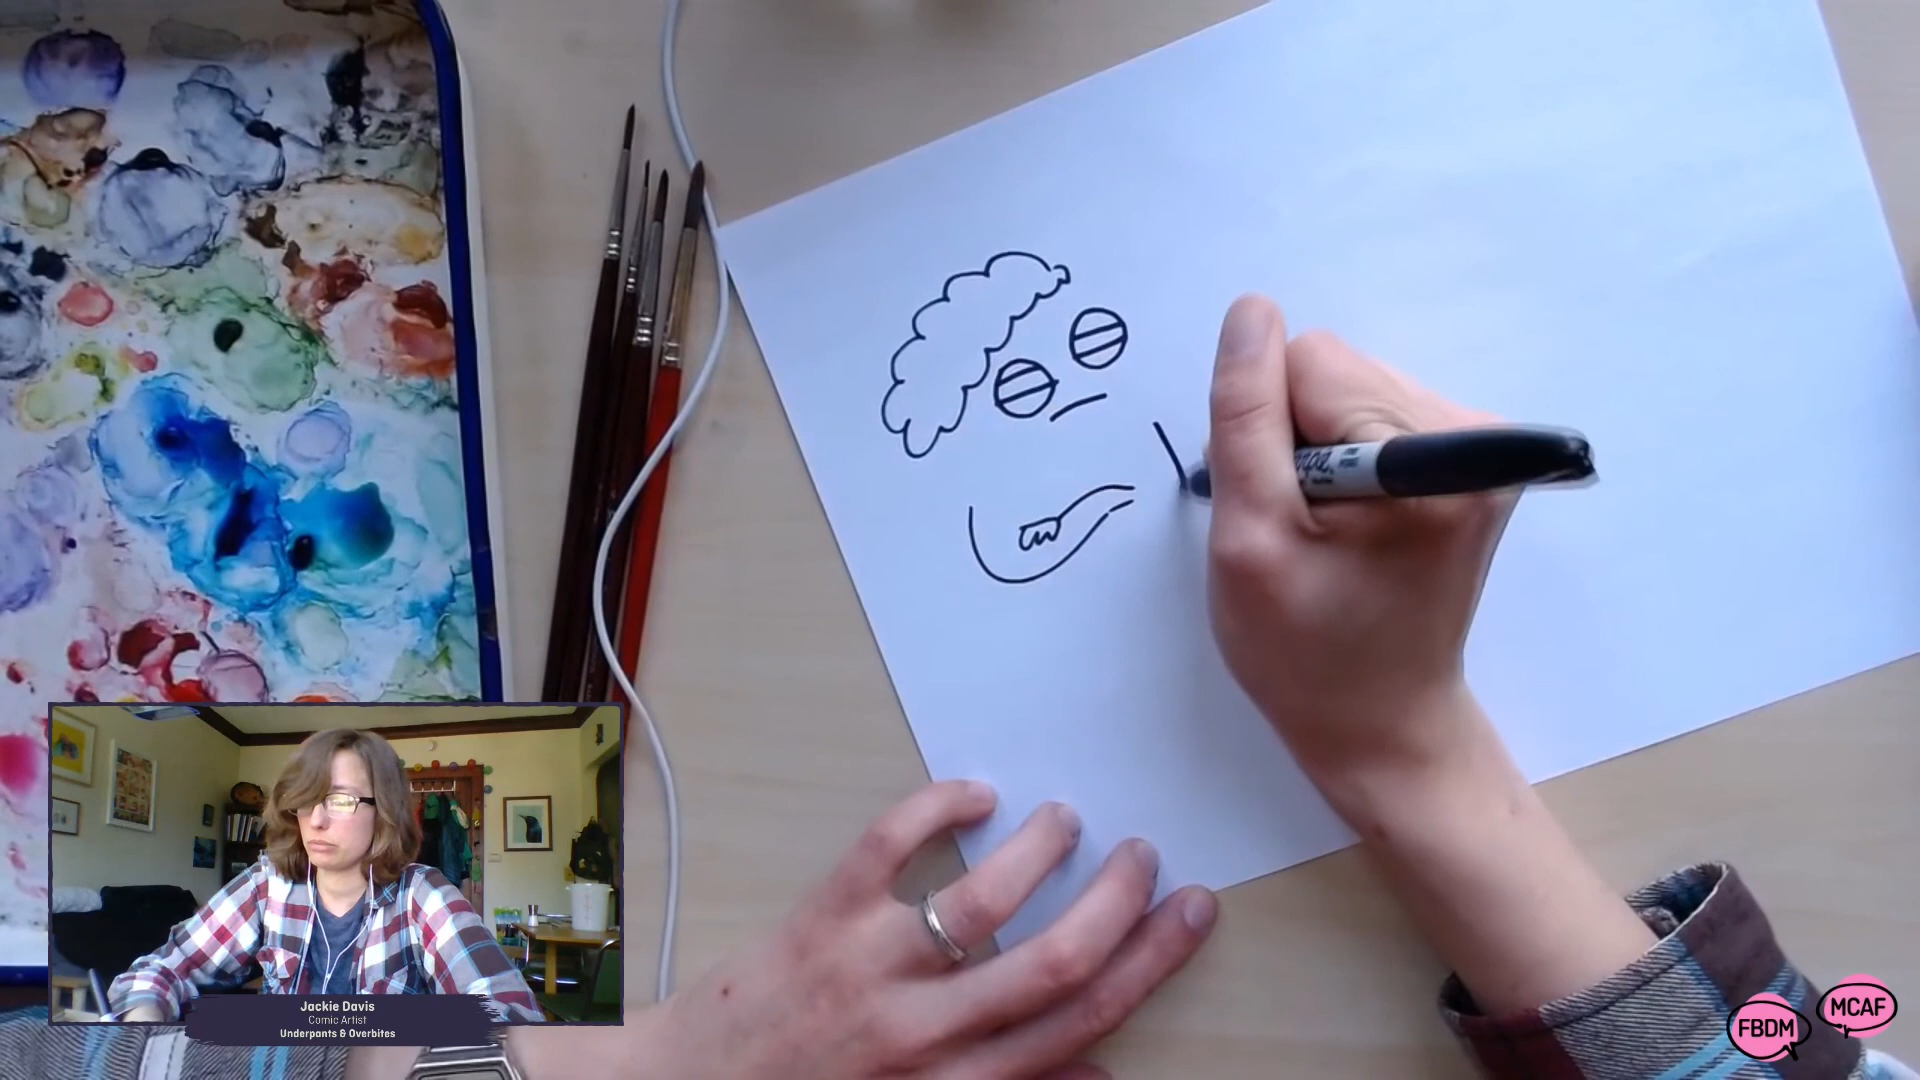 Jackie Davis
Comic Artist
Underpants & Overbites
FBDM
MCAF